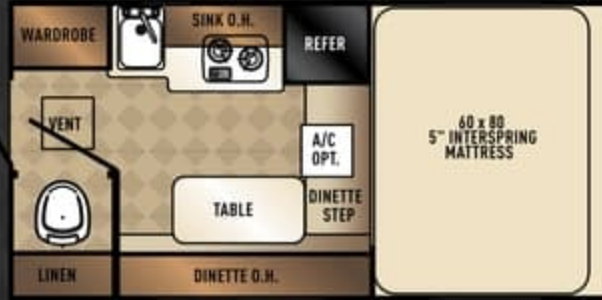 WARDROBE
SINK O.H.
REFER
VENT
A/C
OPT.
60 x 80
5" INTERSPRING
MATTRESS
TABLE
DINETTE
STEP
LINEN
DINETTE O.H.